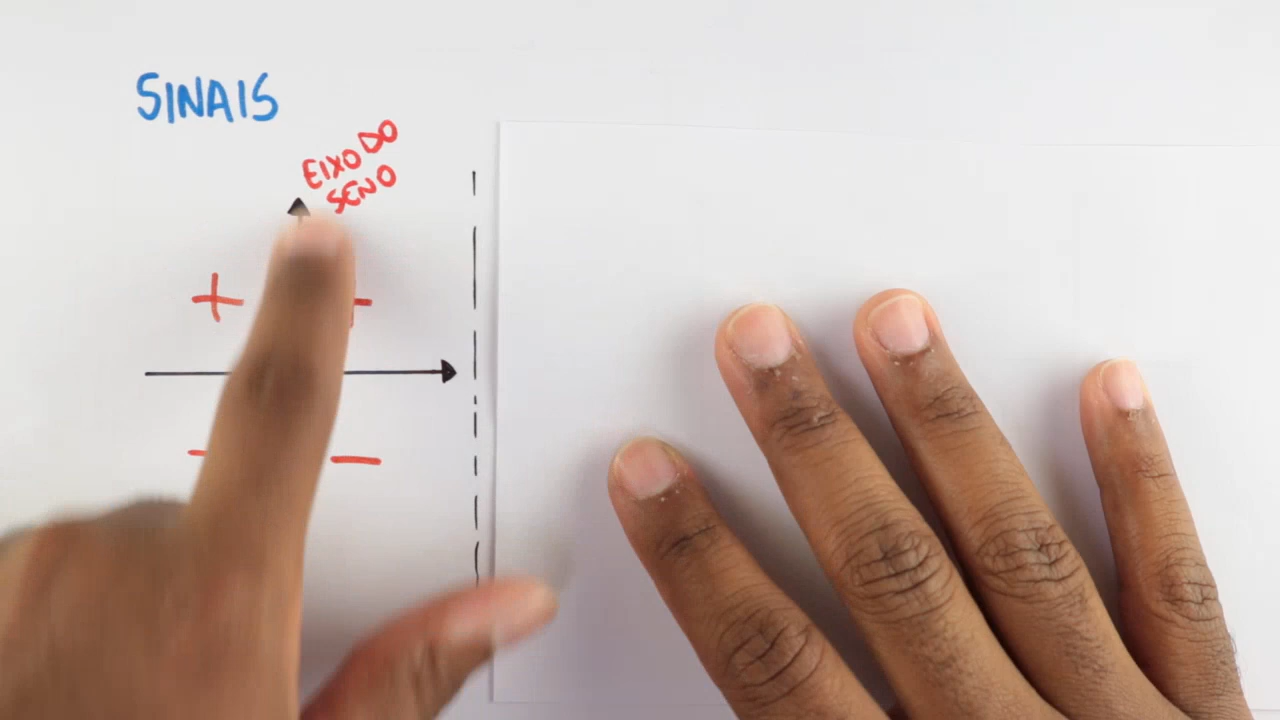 SINAIS
EIXO DO
SENO
+ +
- -